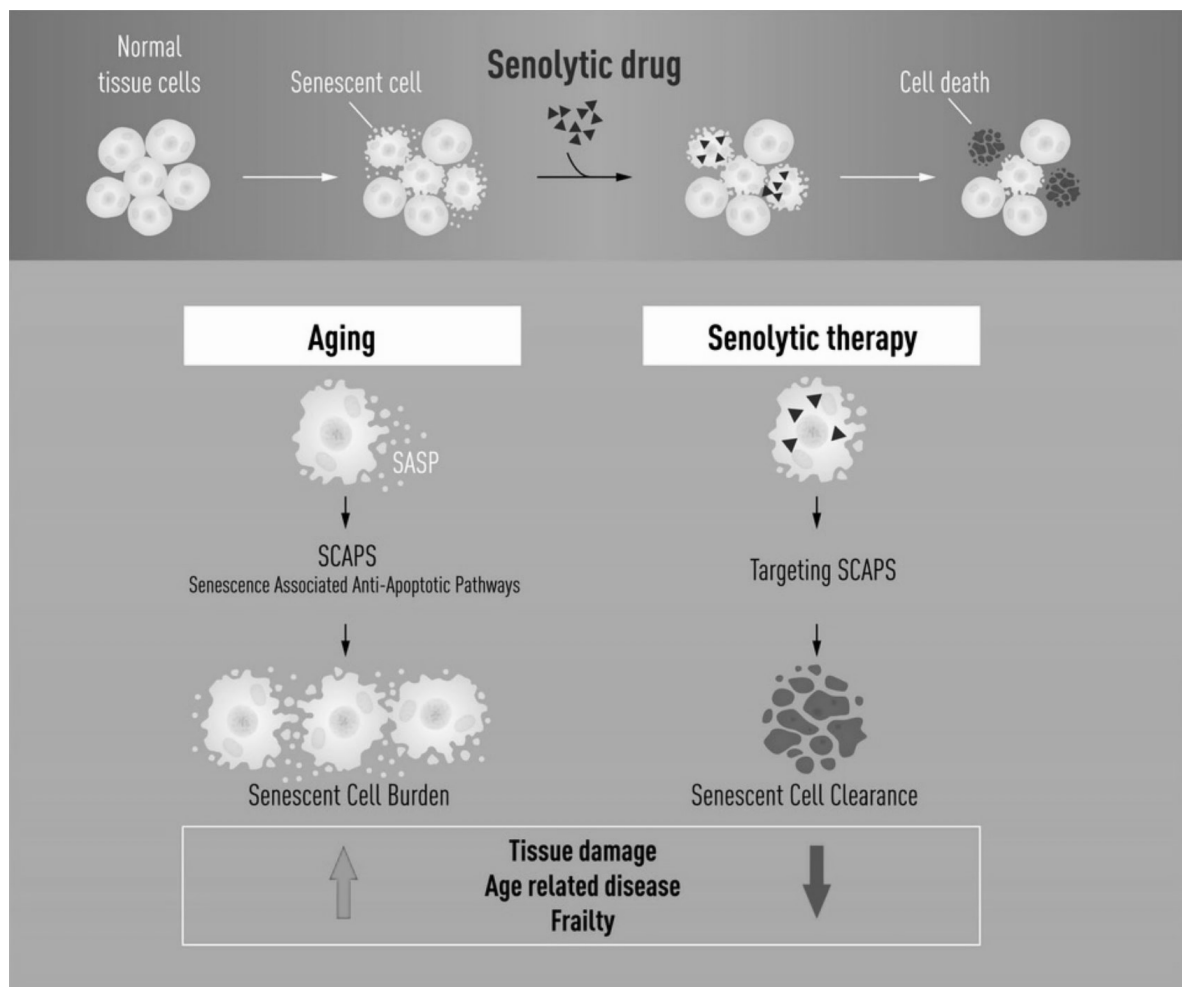 Normal
tissue cells
Senescent cell
Senolytic drug
Cell death
Aging
Senolytic therapy
SASP
SCAPS
Senescence Associated Anti-Apoptotic Pathways
Targeting SCAPS
Senescent Cell Burden
Senescent Cell Clearance
Tissue damage
Age related disease
Frailty